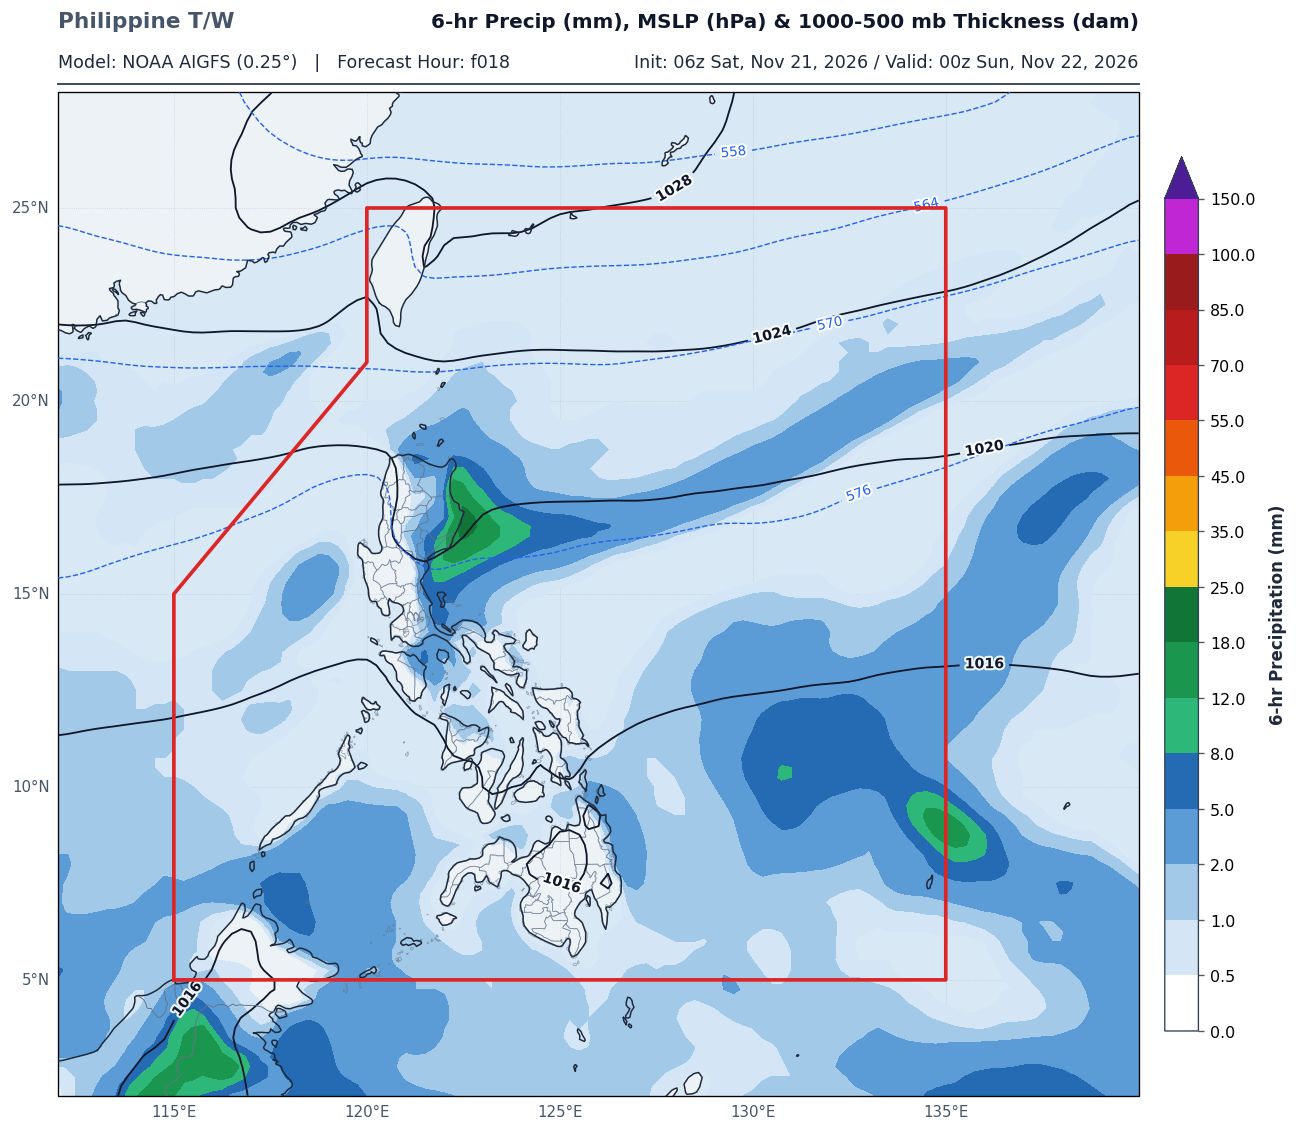 Philippine T/W
6-hr Precip (mm), MSLP (hPa) & 1000-500 mb Thickness (dam)
Model: NOAA AIGFS (0.25°)   |   Forecast Hour: f018
Init: 06z Sat, Nov 21, 2026 / Valid: 00z Sun, Nov 22, 2026
558
1028
564
1024
570
1020
576
1016
1016
1016
25°N
20°N
15°N
10°N
5°N
115°E
120°E
125°E
130°E
135°E
150.0
100.0
85.0
70.0
55.0
45.0
35.0
25.0
18.0
12.0
8.0
5.0
2.0
1.0
0.5
0.0
6-hr Precipitation (mm)